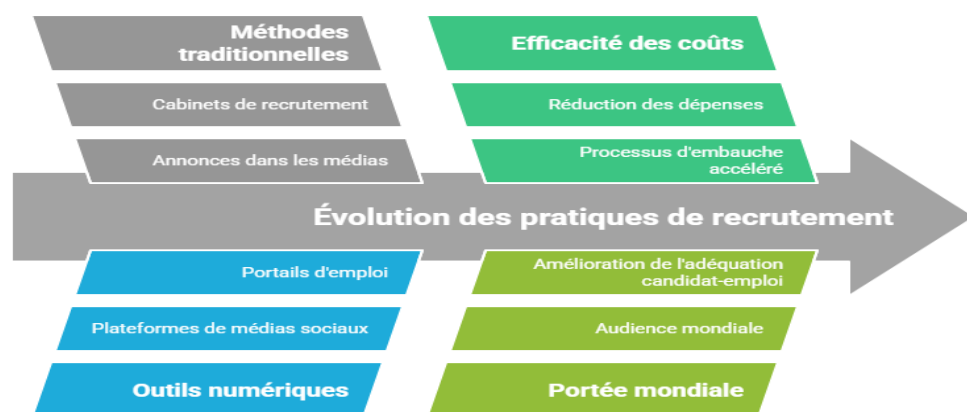 Méthodes
traditionnelles
Cabinets de recrutement
Annonces dans les médias
Efficacité des coûts
Réduction des dépenses
Processus d'embauche
accéléré
Évolution des pratiques de recrutement
Portails d'emploi
Plateformes de médias sociaux
Outils numériques
Amélioration de l'adéquation
candidat-emploi
Audience mondiale
Portée mondiale